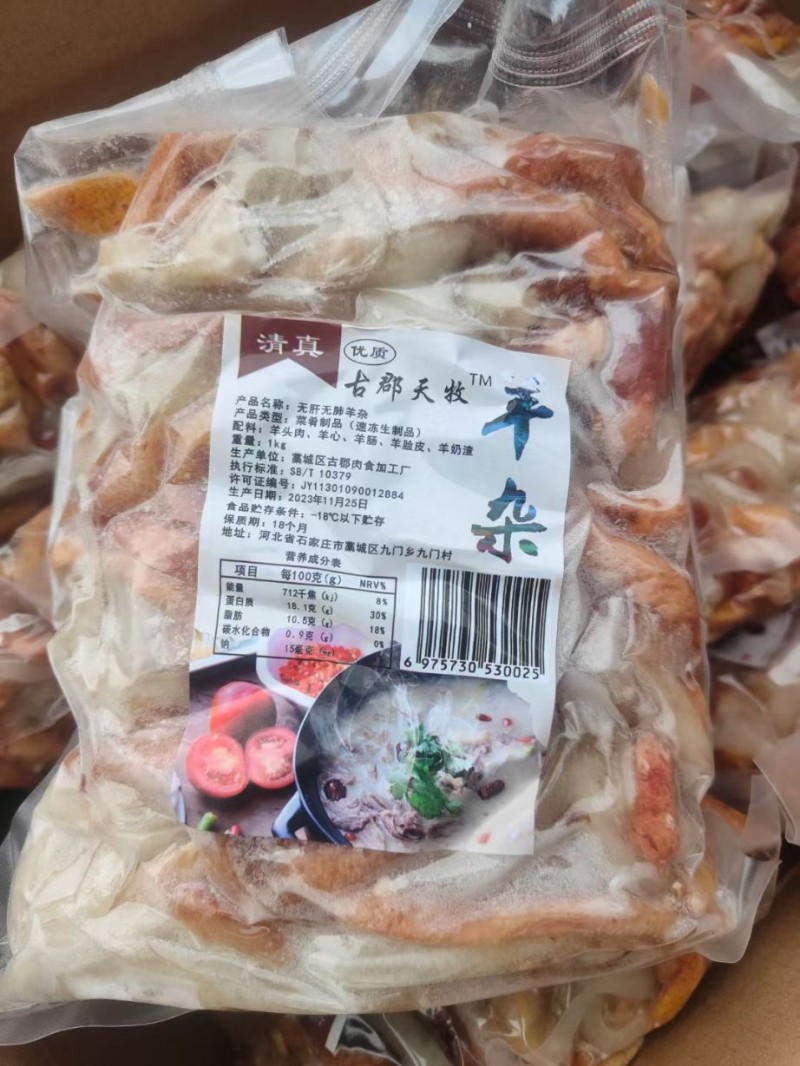 清真
优质
古郡天牧™
羊杂
产品名称：无肝无肺羊杂
产品类型：菜肴制品（速冻生制品）
配料：羊头肉、羊心、羊肠、羊脸皮、羊奶渣
重量：1kg
生产单位：藁城区古郡肉食加工厂
执行标准：SB/T 10379
许可证编号：JY11301090012884
生产日期：2023年11月25日
食品贮存条件：-18℃以下贮存
保质期：18个月
地址：河北省石家庄市藁城区九门乡九门村
营养成分表
项目 每100克(g) NRV%
能量 712千焦(kJ) 8%
蛋白质 18.1克(g) 30%
脂肪 10.5克(g) 18%
碳水化合物 0.9克(g) 0%
钠 15毫克
6 975730 530025